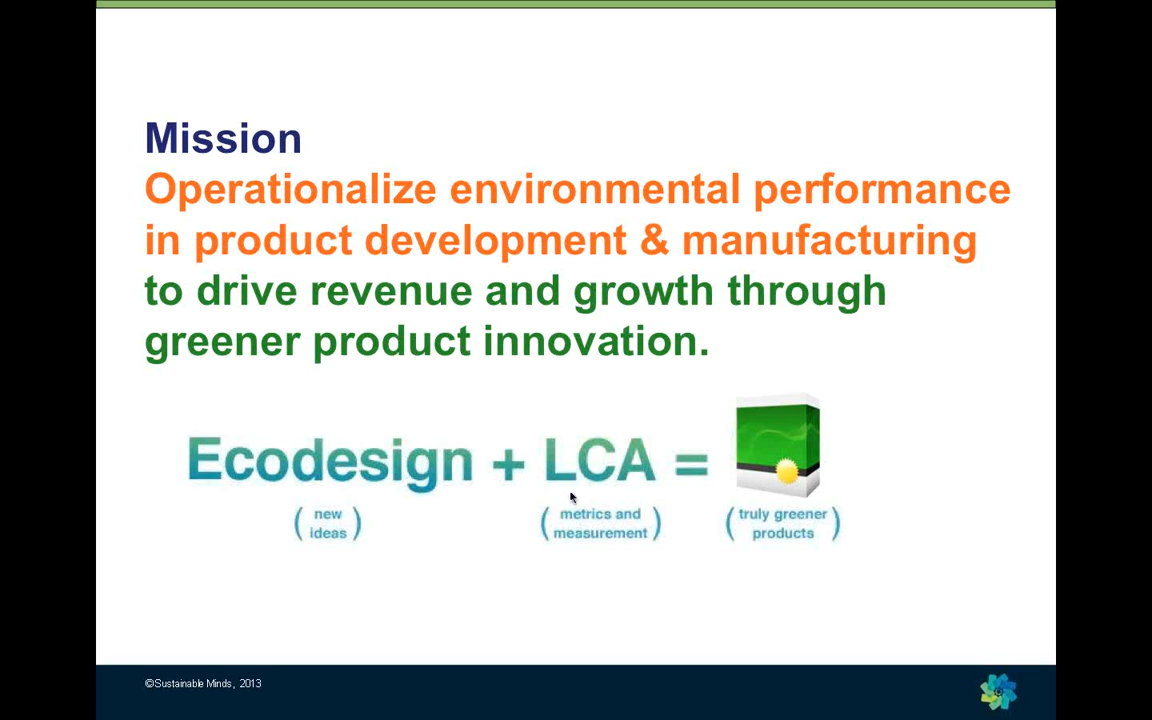 Mission
Operationalize environmental performance
in product development & manufacturing
to drive revenue and growth through
greener product innovation.
Ecodesign + LCA =
( new ideas ) ( metrics and measurement ) ( truly greener products )
©Sustainable Minds, 2013